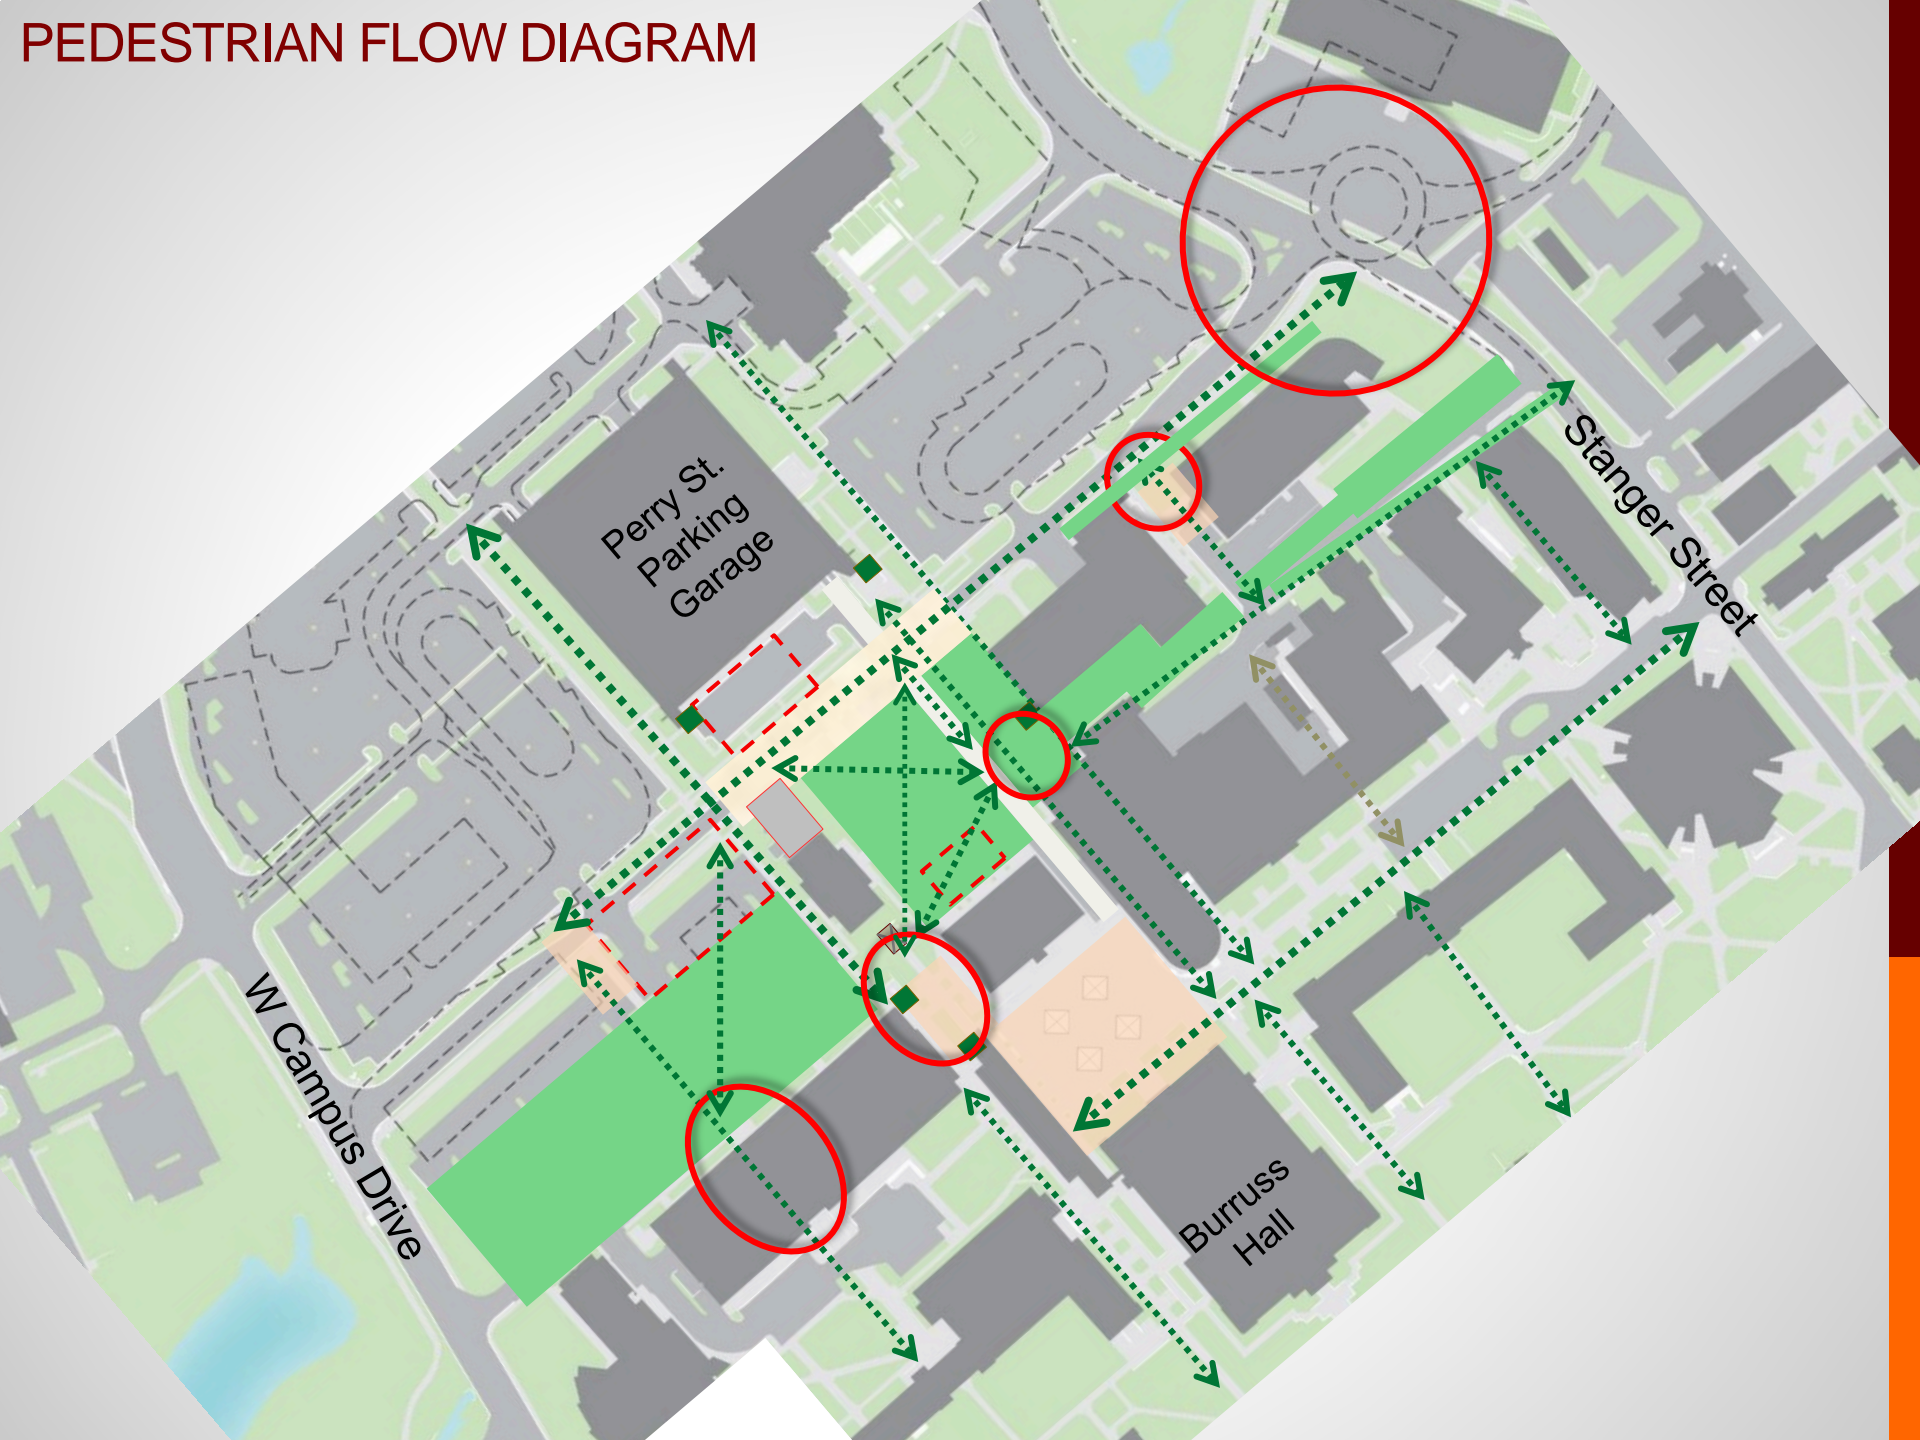 PEDESTRIAN FLOW DIAGRAM
Perry St.
Parking
Garage
Stanger Street
W Campus Drive
Burruss
Hall